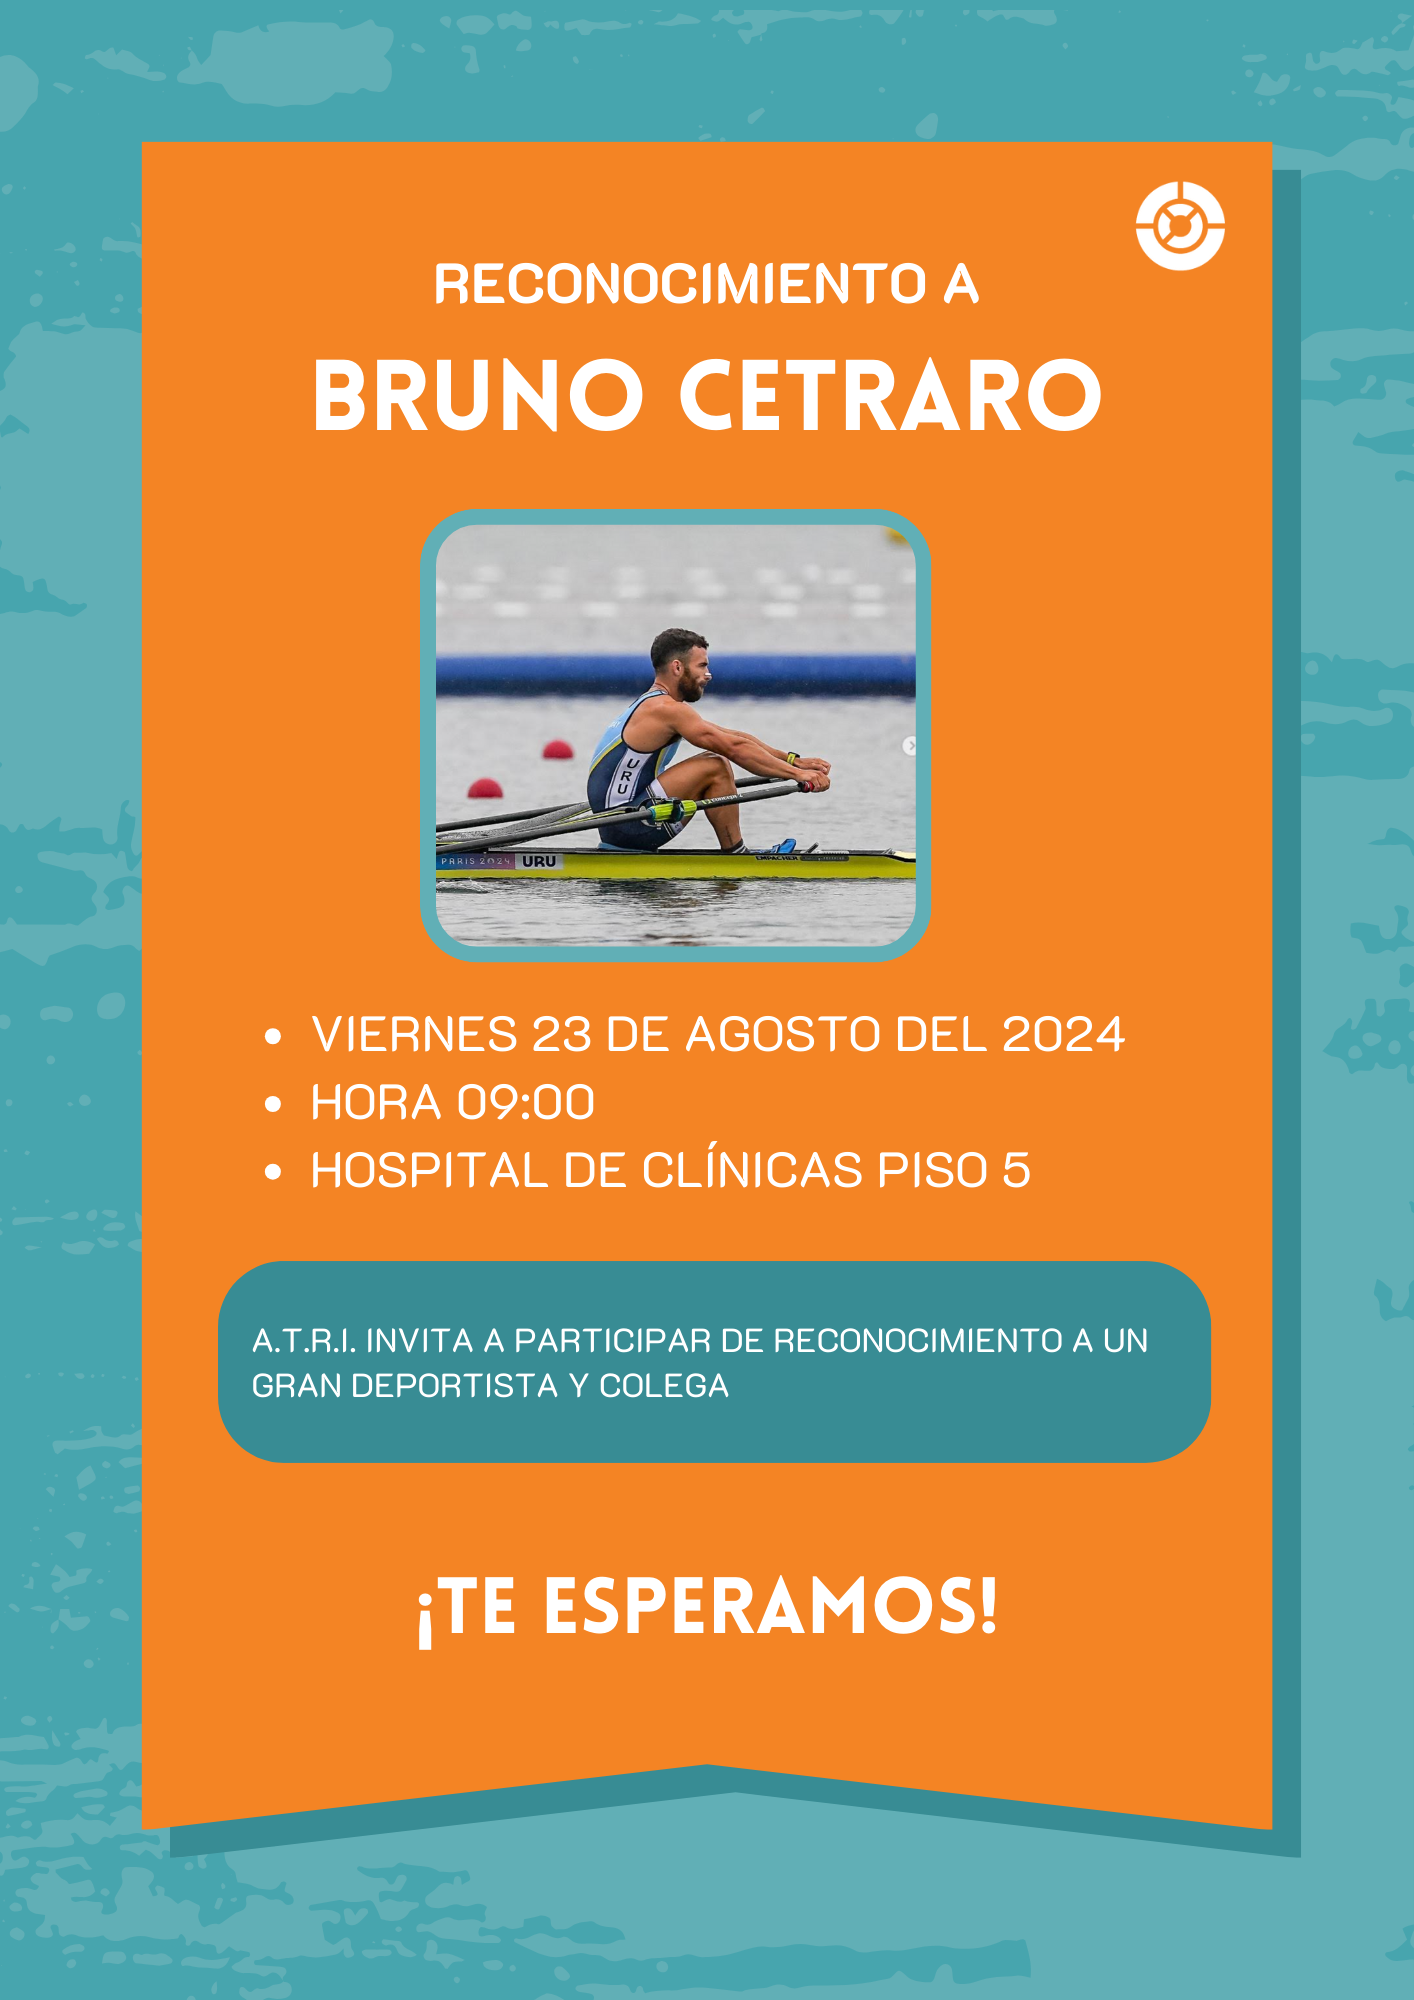 RECONOCIMIENTO A
BRUNO CETRARO
URU
PARIS 2024 URU
EMPACHER
VIERNES 23 DE AGOSTO DEL 2024
HORA 09:00
HOSPITAL DE CLÍNICAS PISO 5
A.T.R.I. INVITA A PARTICIPAR DE RECONOCIMIENTO A UN
GRAN DEPORTISTA Y COLEGA
¡TE ESPERAMOS!